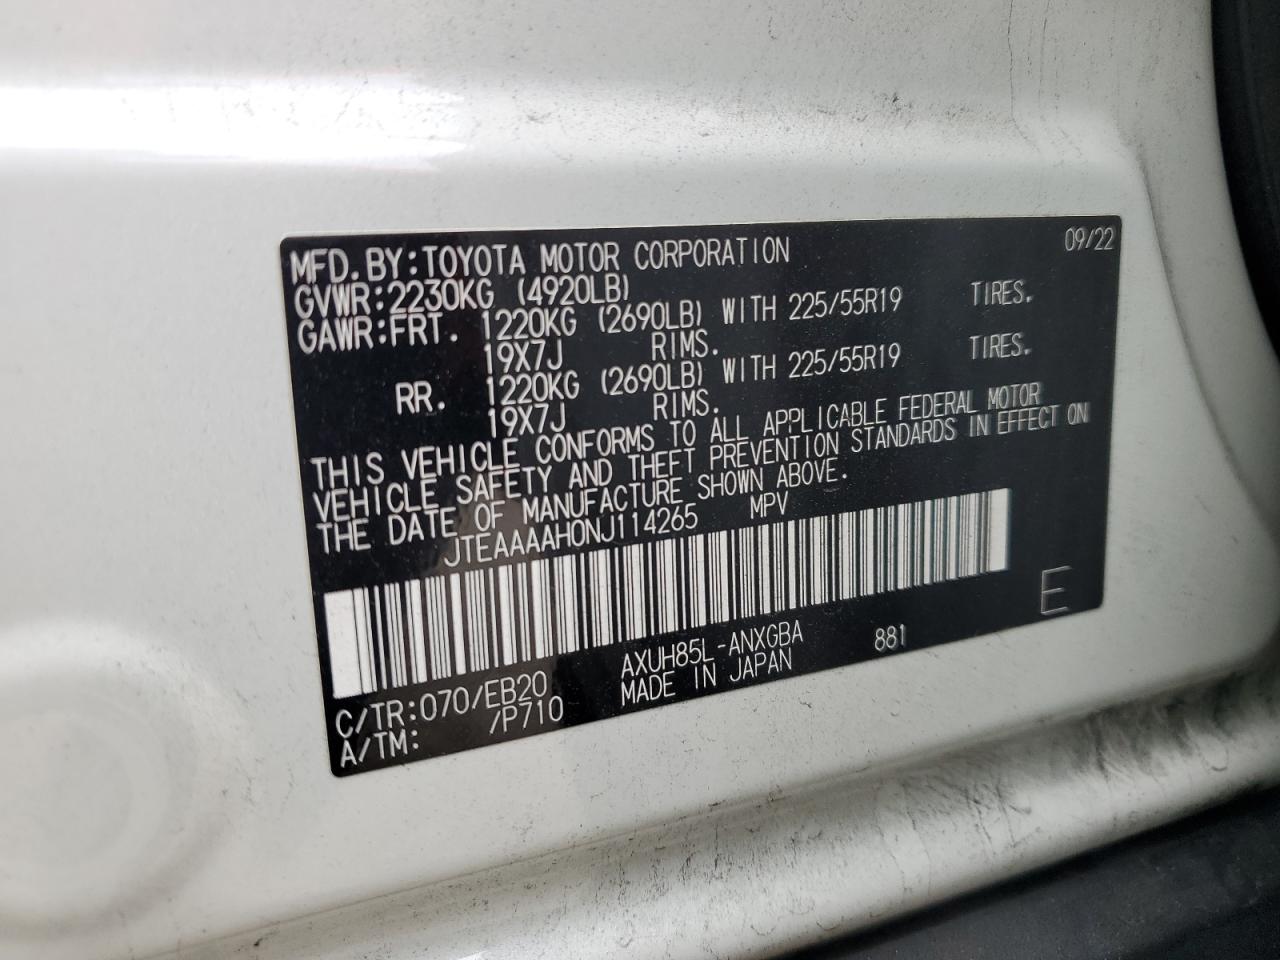 MFD.BY:TOYOTA MOTOR CORPORATION 09/22
GVWR:2230KG (4920LB)
GAWR:FRT. 1220KG (2690LB) WITH 225/55R19 TIRES.
19X7J RIMS.
RR. 1220KG (2690LB) WITH 225/55R19 TIRES.
19X7J RIMS.
THIS VEHICLE CONFORMS TO ALL APPLICABLE FEDERAL MOTOR
VEHICLE SAFETY AND THEFT PREVENTION STANDARDS IN EFFECT ON
THE DATE OF MANUFACTURE SHOWN ABOVE.
JTEAAAAH0NJ114265 MPV
E
C/TR:070/EB20 AXUH85L-ANXGBA 881
A/TM: /P710 MADE IN JAPAN